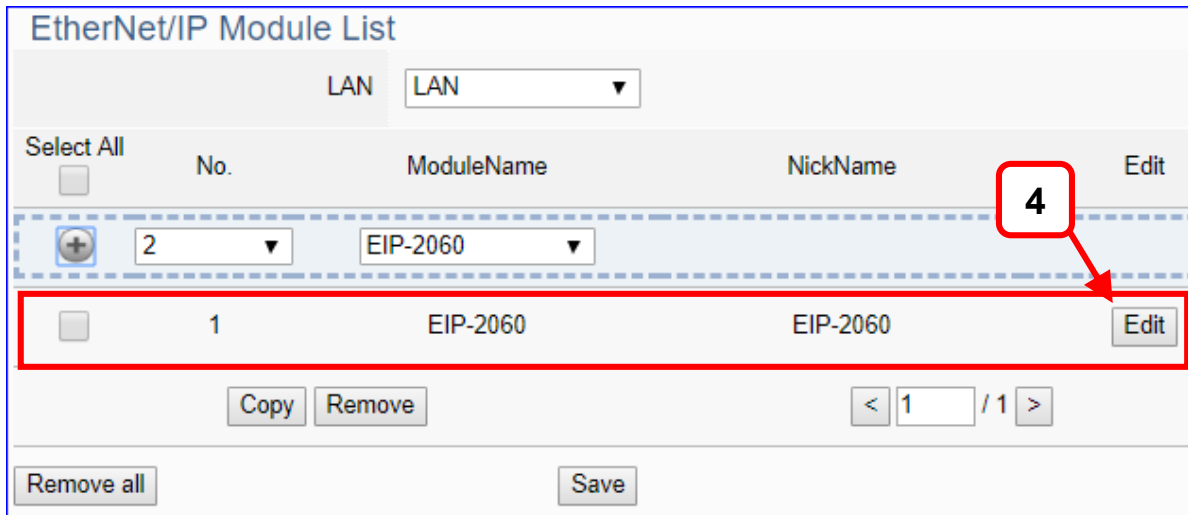 EtherNet/IP Module List
LAN LAN
Select All No. ModuleName NickName Edit
4
2 EIP-2060
1 EIP-2060 EIP-2060 Edit
Copy Remove < 1 / 1 >
Remove all Save